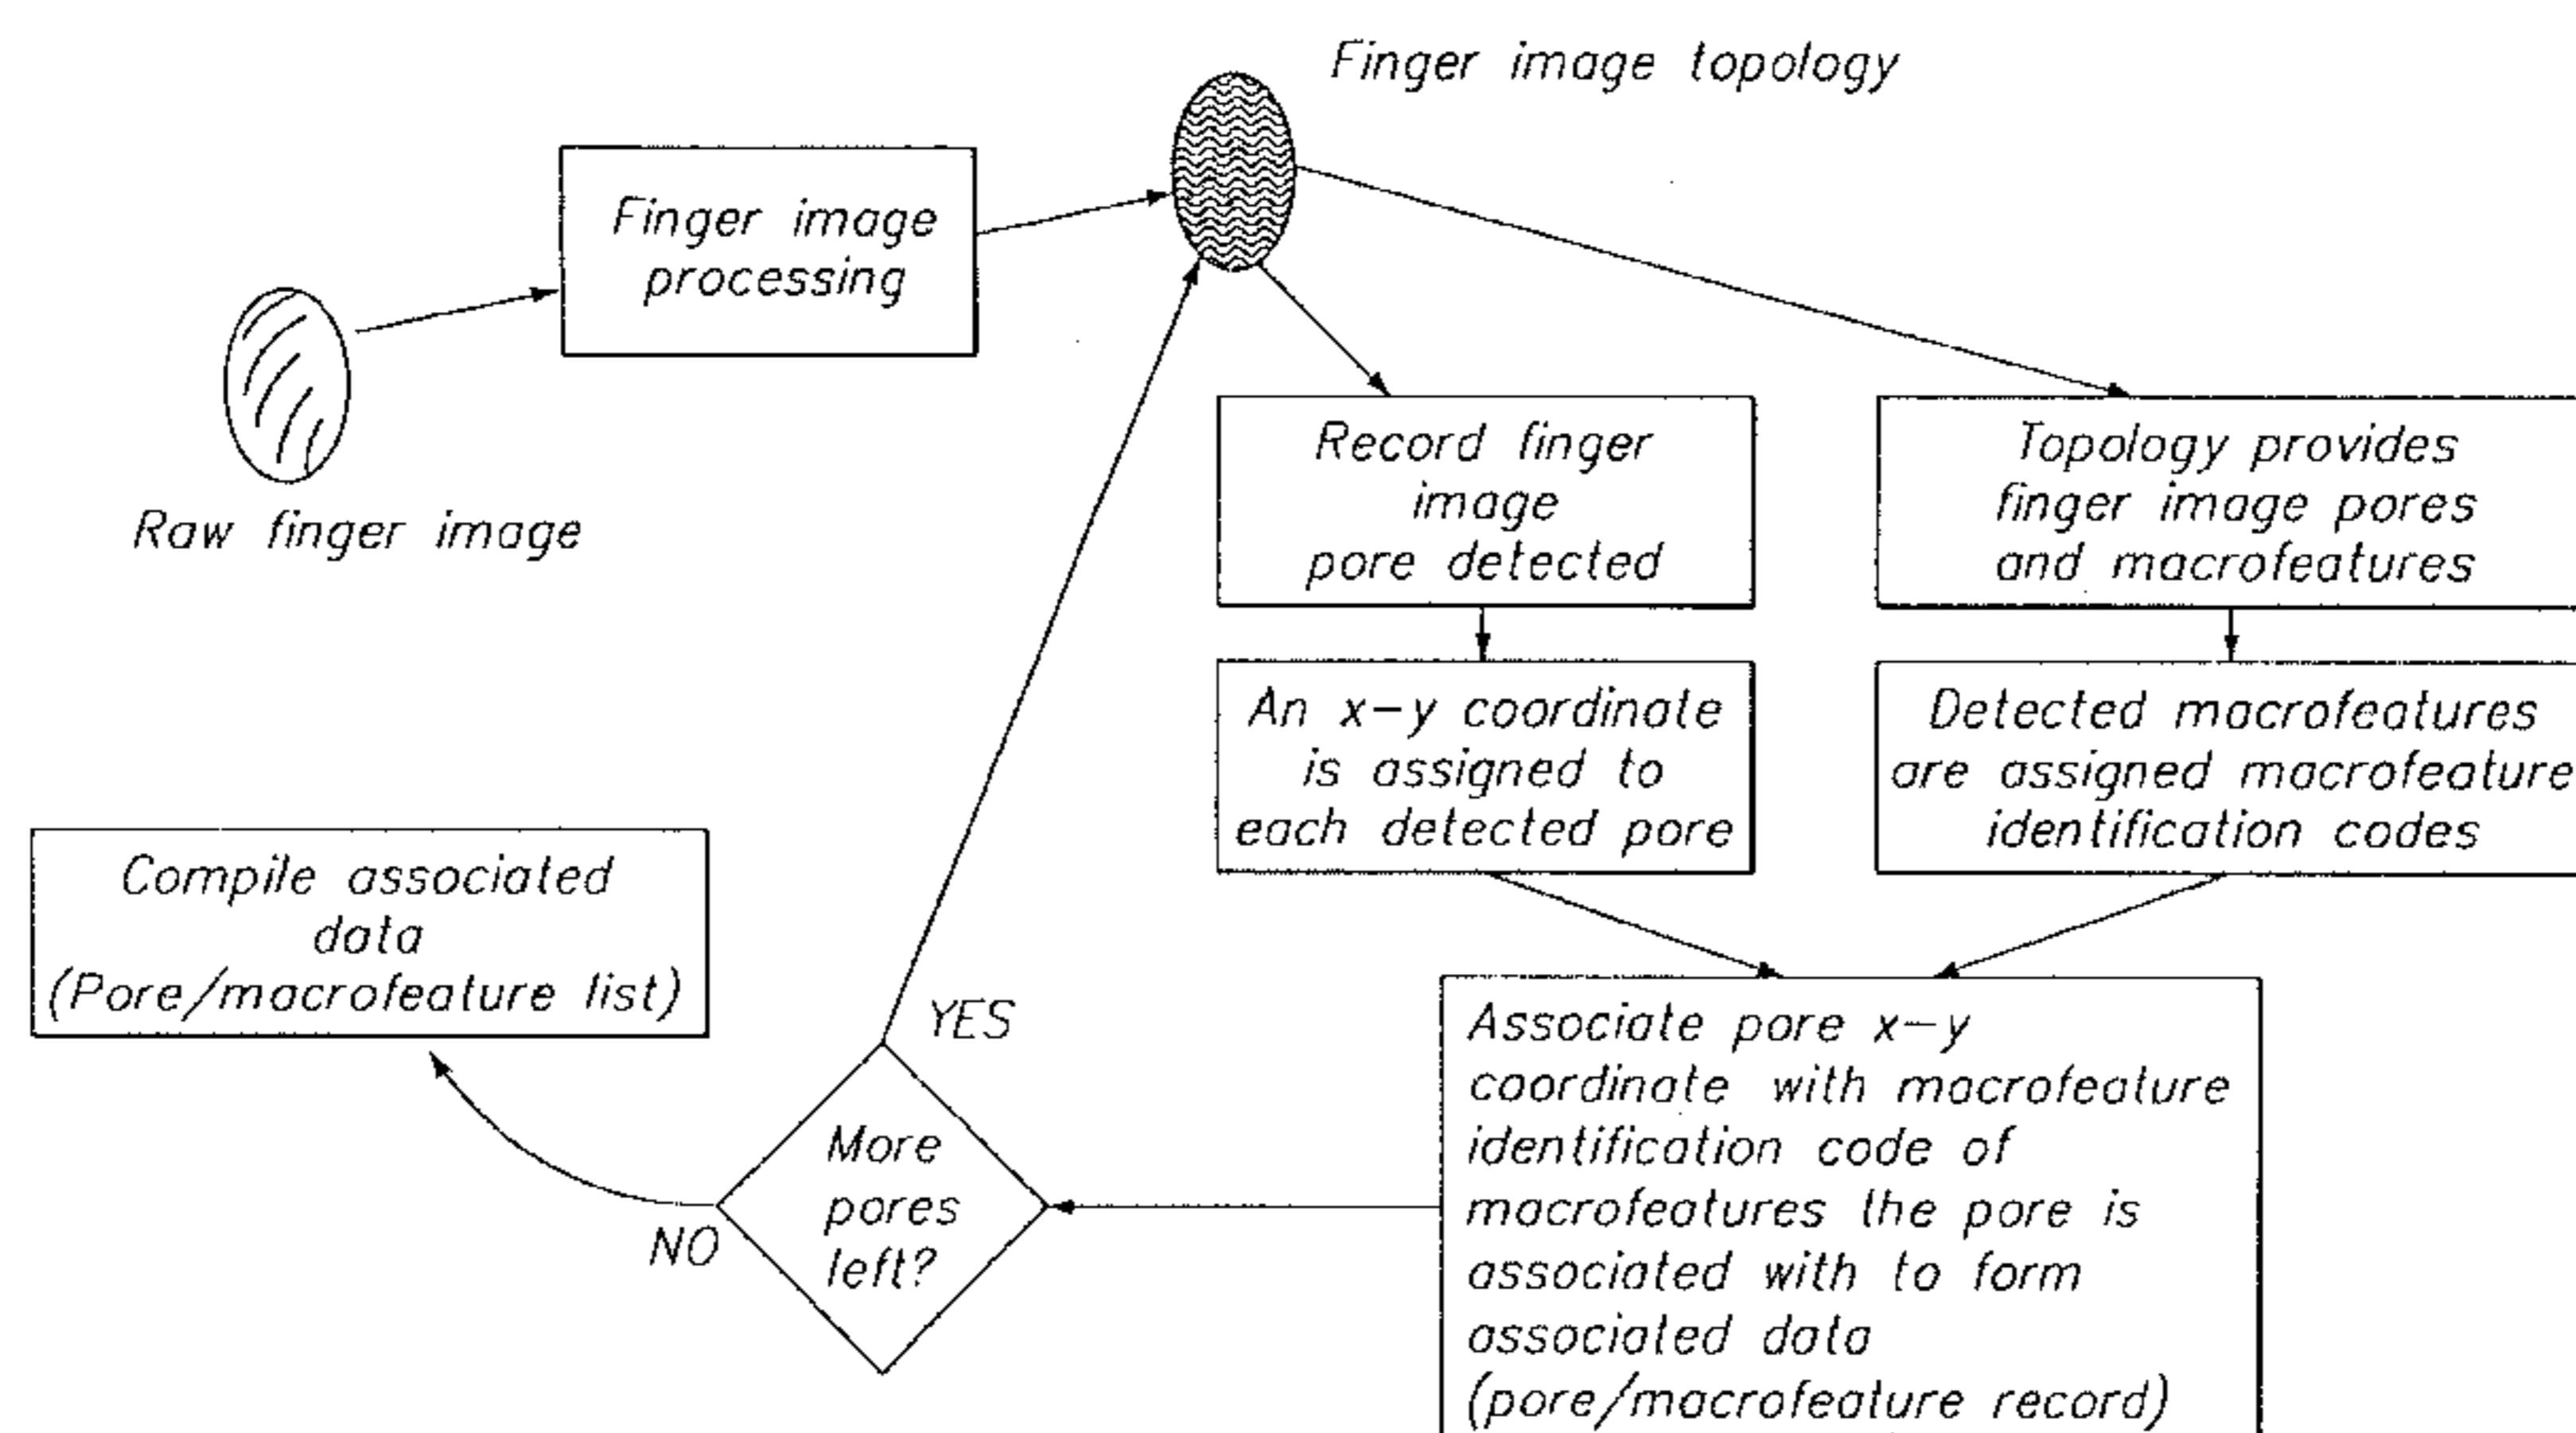 Finger image topology
Finger image
processing
Raw finger image
Record finger
image
pore detected
Topology provides
finger image pores
and macrofeatures
An x-y coordinate
is assigned to
each detected pore
Detected macrofeatures
are assigned macrofeature
identification codes
Compile associated
data
(Pore/macrofeature list)
YES
More
pores
left?
NO
Associate pore x-y
coordinate with macrofeature
identification code of
macrofeatures the pore is
associated with to form
associated data
(pore/macrofeature record)